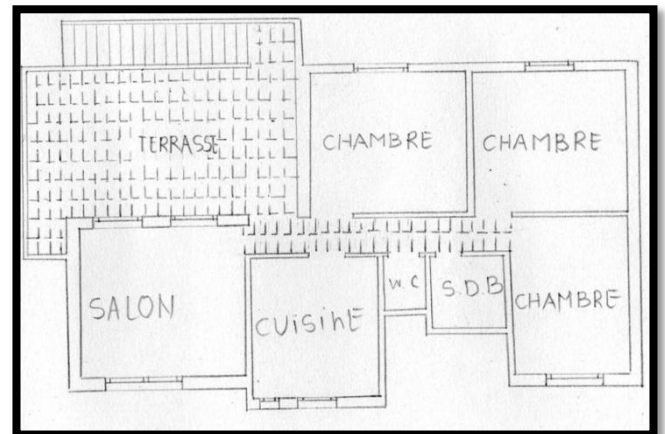 TERRASSE
CHAMBRE
CHAMBRE
SALON
CUISINE
W.C
S.D.B
CHAMBRE